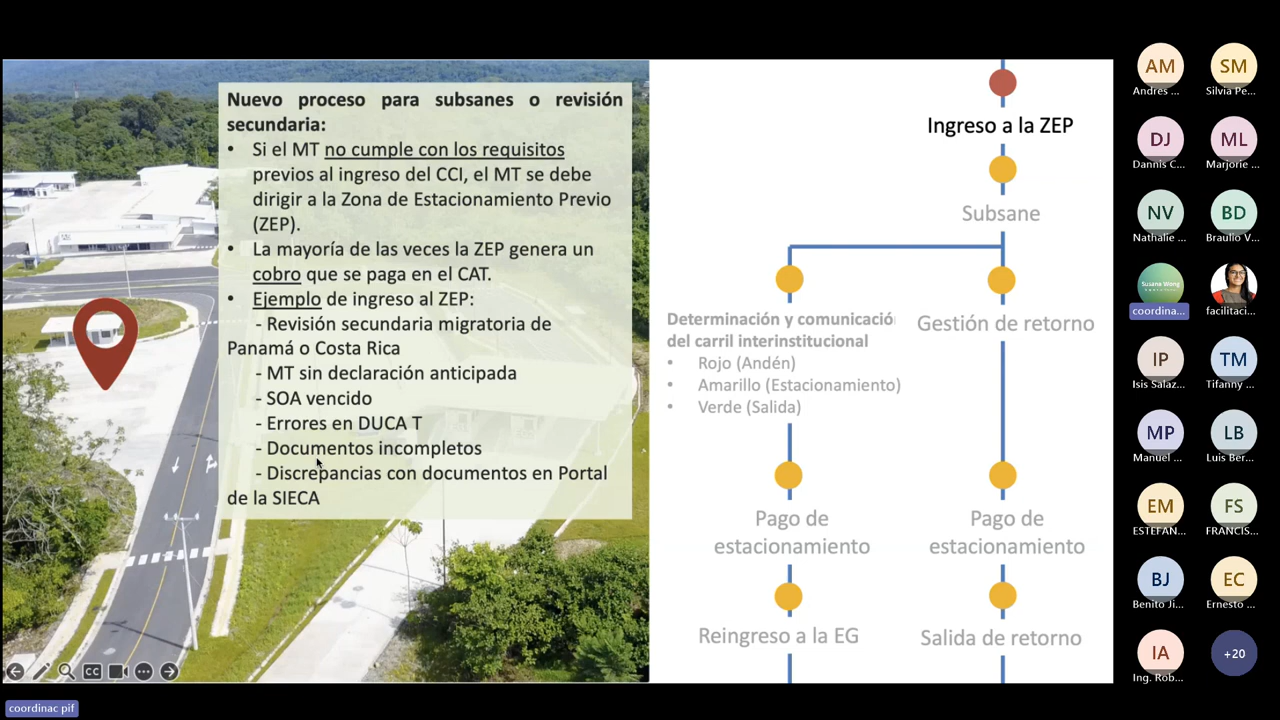 Nuevo proceso para subsanes o revisión
secundaria:
• Si el MT no cumple con los requisitos
previos al ingreso del CCI, el MT se debe
dirigir a la Zona de Estacionamiento Previo
(ZEP).
• La mayoría de las veces la ZEP genera un
cobro que se paga en el CAT.
• Ejemplo de ingreso al ZEP:
- Revisión secundaria migratoria de
Panamá o Costa Rica
- MT sin declaración anticipada
- SOA vencido
- Errores en DUCA T
- Documentos incompletos
- Discrepancias con documentos en Portal
de la SIECA
Ingreso a la ZEP
Subsane
Determinación y comunicació
del carril interinstitucional
• Rojo (Andén)
• Amarillo (Estacionamiento)
• Verde (Salida)
Gestión de retorno
Pago de
estacionamiento
Pago de
estacionamiento
Reingreso a la EG
Salida de retorno
CC
AM
Andres ...
SM
Silvia Pe...
DJ
Dannis C...
ML
Marjorie ...
NV
Nathalie ...
BD
Braulio V...
Susana Wong
coordina...
facilitaci...
IP
Isis Salaz...
TM
Tifanny ...
MP
Manuel ...
LB
Luis Ber...
EM
ESTEFAN...
FS
FRANCIS...
BJ
Benito Ji...
EC
Ernesto ...
IA
Ing. Rob...
+20
coordinac pif